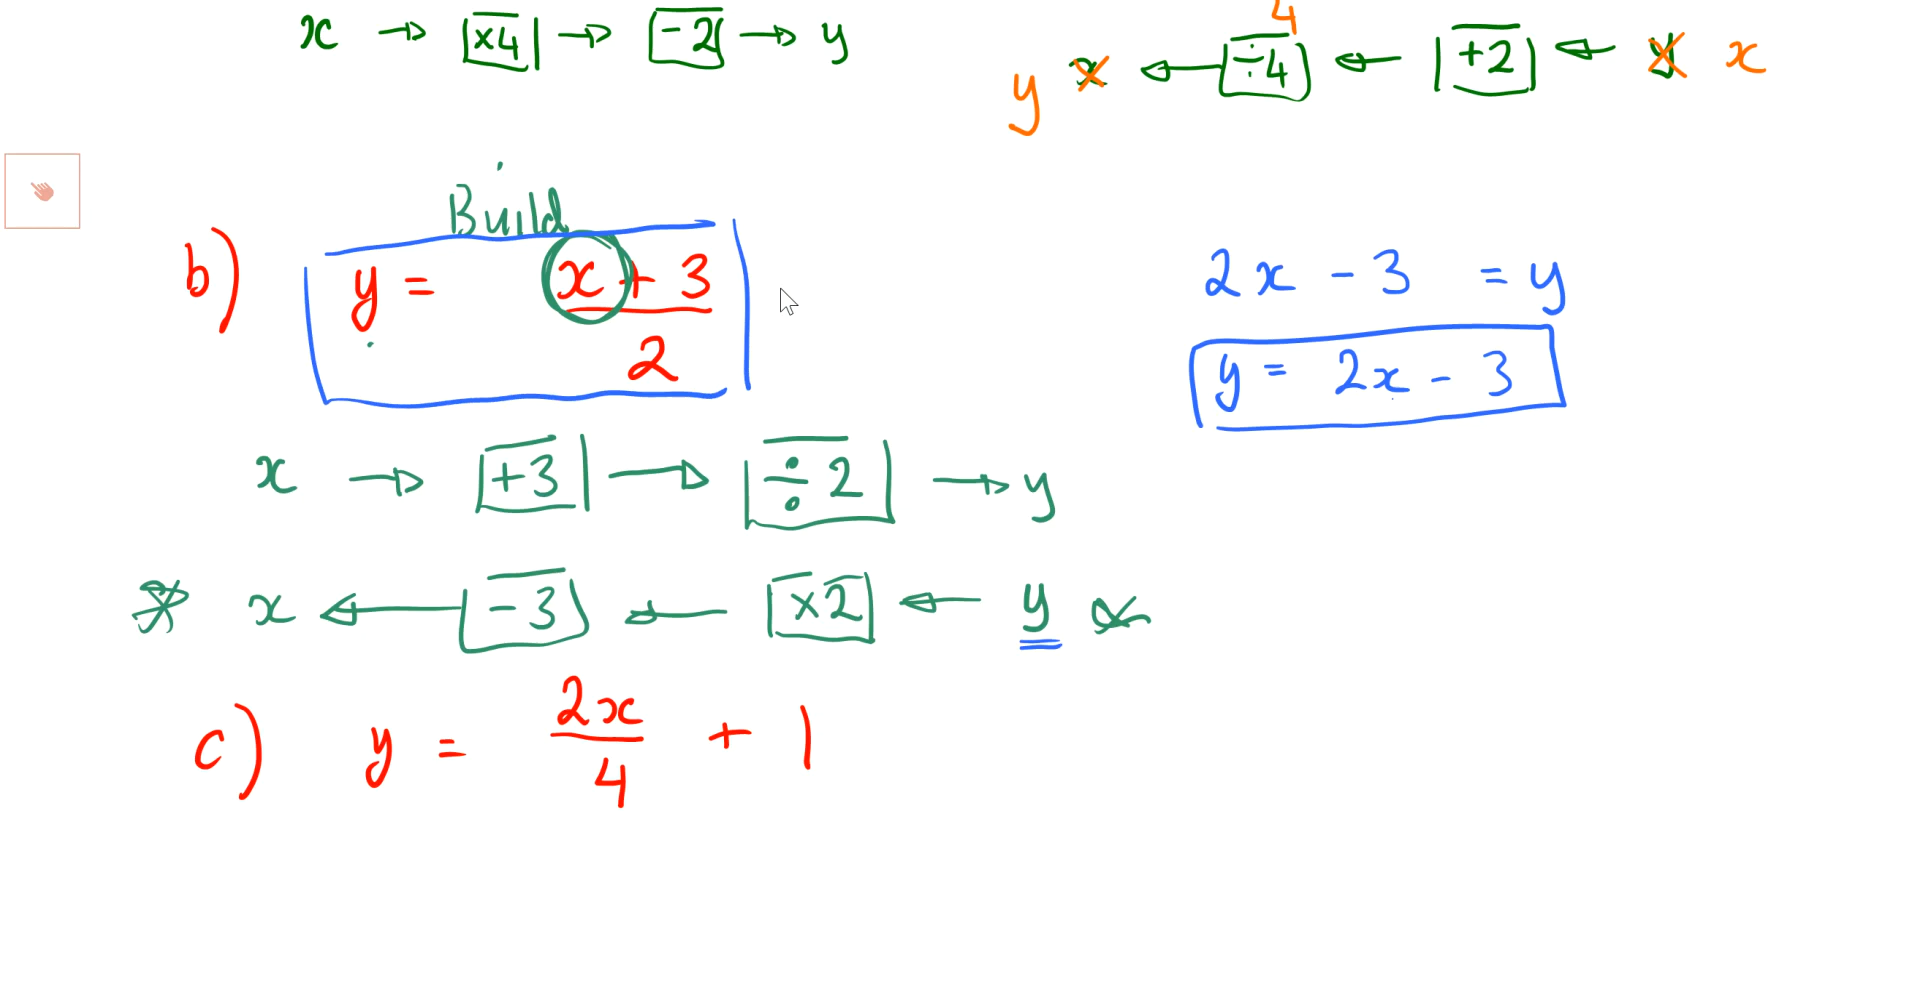 x → ×4 → -2 → y
4
y x ← ÷4 ← +2 ← y x
Build
b) y = x + 3
2
2x - 3 = y
y = 2x - 3
x → +3 → ÷2 → y
x ← -3 ← ×2 ← y
c) y = 2x/4 + 1